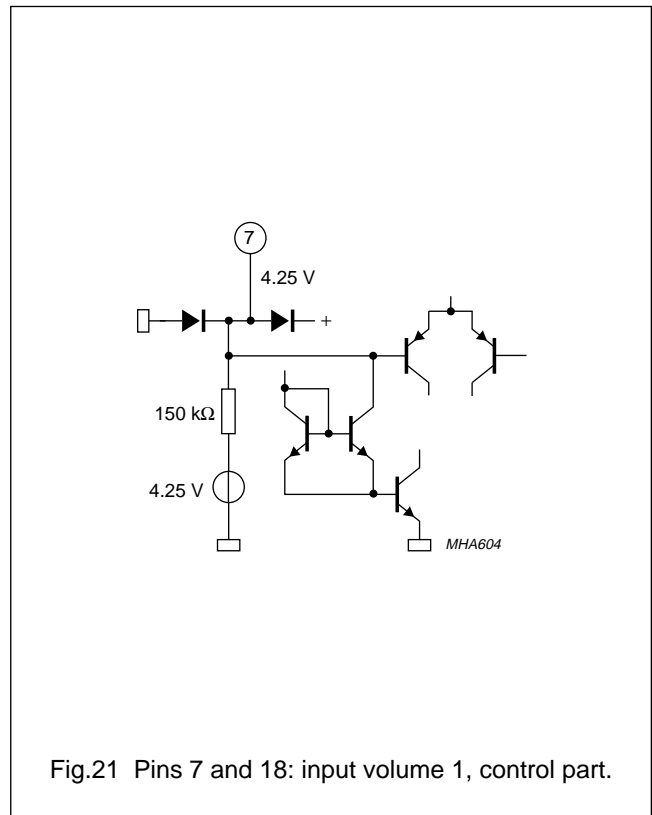 7
4.25 V
+
150 kΩ
4.25 V
MHA604
Fig.21 Pins 7 and 18: input volume 1, control part.